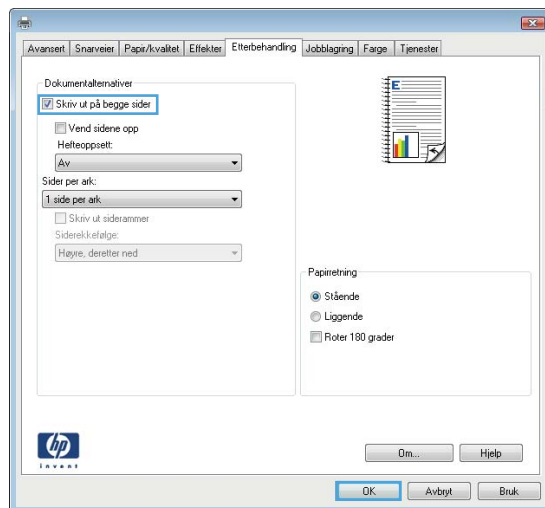 Avansert Snarveier Papir/kvalitet Effekter Etterbehandling Jobblagring Farge Tjenester
Dokumentalternativer
Skriv ut på begge sider
Vend sidene opp
Hefteoppsett:
Av
Sider per ark:
1 side per ark
Skriv ut siderammer
Siderekkefølge:
Høyre, deretter ned
E
Papirretning
Stående
Liggende
Roter 180 grader
hp
invent
Om... Hjelp
OK Avbryt Bruk